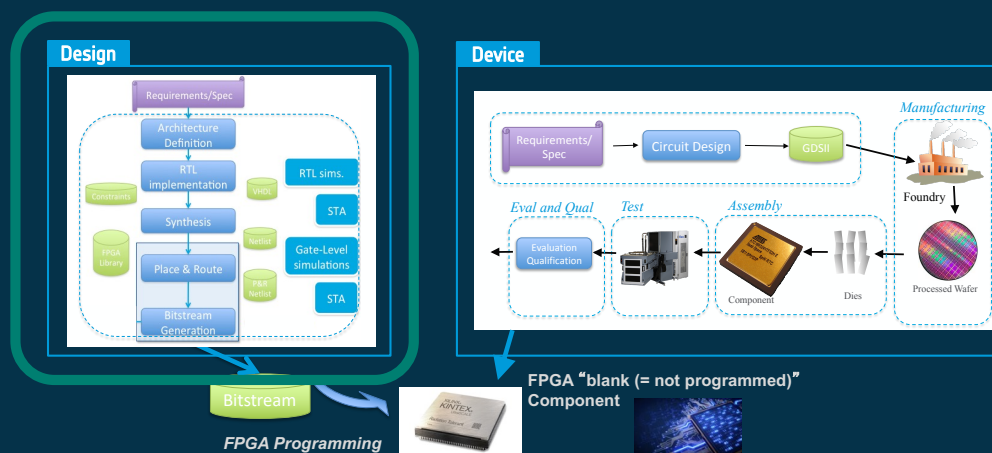 Design
Requirements/Spec
Architecture
Definition
RTL
implementation
Synthesis
Place & Route
Bitstream
Generation
Constraints
FPGA
Library
VHDL
Netlist
P&R
Netlist
RTL sims.
STA
Gate-Level
simulations
STA
Device
Requirements/
Spec
Circuit Design
GDSII
Manufacturing
Foundry
Processed Wafer
Assembly
Dies
Component
Test
Eval and Qual
Evaluation
Qualification
Bitstream
FPGA Programming
KINTEX
FPGA “blank (= not programmed)”
Component